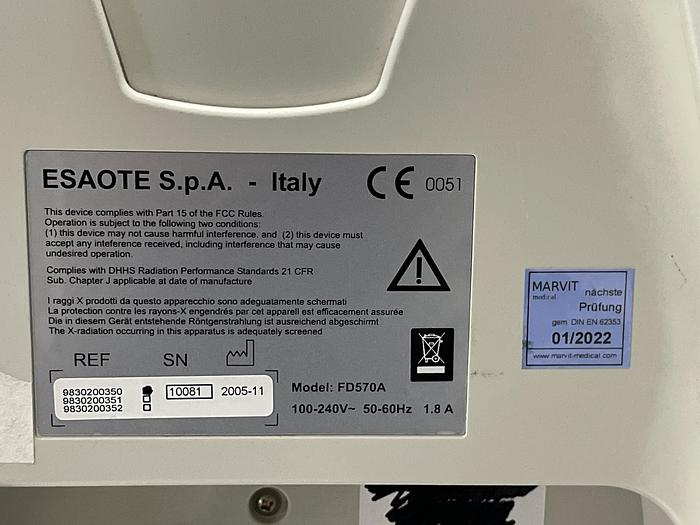 ESAOTE S.p.A. - Italy
CE 0051
This device complies with Part 15 of the FCC Rules.
Operation is subject to the following two conditions:
(1) this device may not cause harmful interference, and (2) this device must
accept any interference received, including interference that may cause
undesired operation.
Complies with DHHS Radiation Performance Standards 21 CFR
Sub. Chapter J applicable at date of manufacture
I raggi X prodotti da questo apparecchio sono adeguatamente schermati
La protection contre les rayons-X engendrés par cet appareil est efficacement assurée
Die in diesem Gerät entstehende Röntgenstrahlung ist ausreichend abgeschirmt
The X-radiation occurring in this apparatus is adequately screened
REF SN
9830200350
9830200351
9830200352
10081 2005-11
Model: FD570A
100-240V~ 50-60Hz 1.8 A
MARVIT
medical
nächste
Prüfung
gem. DIN EN 62353
01/2022
www.marvit-medical.com